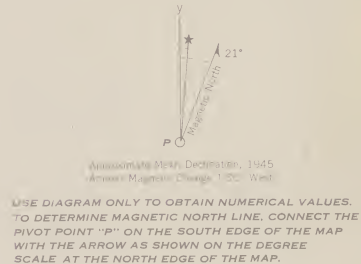 y
21°
Magnetic North
P
Approximate Mean Declination, 1945
Annual Magnetic Change West
USE DIAGRAM ONLY TO OBTAIN NUMERICAL VALUES.
TO DETERMINE MAGNETIC NORTH LINE, CONNECT THE
PIVOT POINT "P" ON THE SOUTH EDGE OF THE MAP
WITH THE ARROW AS SHOWN ON THE DEGREE
SCALE AT THE NORTH EDGE OF THE MAP.